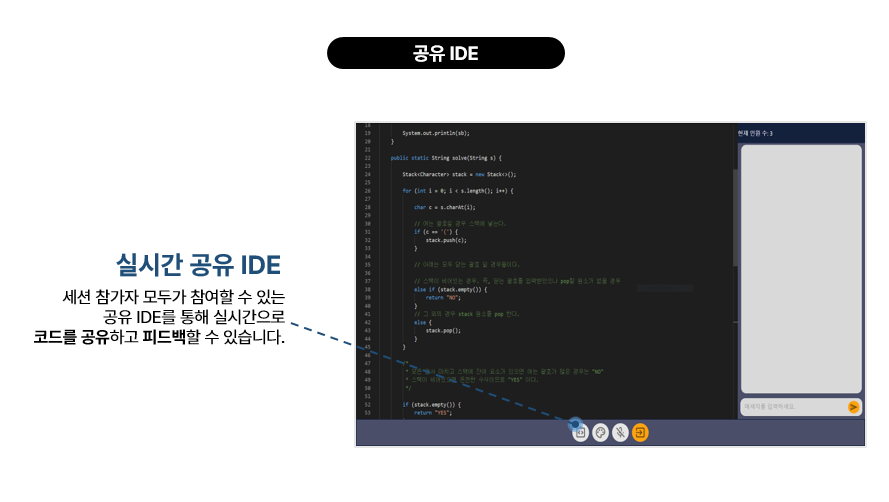 공유 IDE
실시간 공유 IDE
세션 참가자 모두가 참여할 수 있는
공유 IDE를 통해 실시간으로
코드를 공유하고 피드백할 수 있습니다.
18
19 System.out.println(sb);
20 }
21
22 public static String solve(String s) {
23
24 Stack<Character> stack = new Stack<>();
25
26 for (int i = 0; i < s.length(); i++) {
27
28 char c = s.charAt(i);
29
30 // 여는 괄호일 경우 스택에 넣는다.
31 if (c == '(') {
32 stack.push(c);
33 }
34
35 // 아래는 모두 닫는 괄호 일 경우들이다.
36
37 // 스택이 비어있는 경우, 즉, 닫는 괄호를 입력받았으나 pop할 원소가 없을 경우
38 else if (stack.empty()) {
39 return "NO";
40 }
41 // 그 외의 경우 stack 원소를 pop 한다.
42 else {
43 stack.pop();
44 }
45 }
46
47 /*
48 * 모든 검사 마치고 스택에 잔여 요소가 있으면 여는 괄호가 많은 경우는 "NO"
49 * 스택이 비어있으면 온전한 수식이므로 "YES" 이다.
50 */
51
52 if (stack.empty()) {
53 return "YES";
현재 인원 수: 3
메세지를 입력하세요.